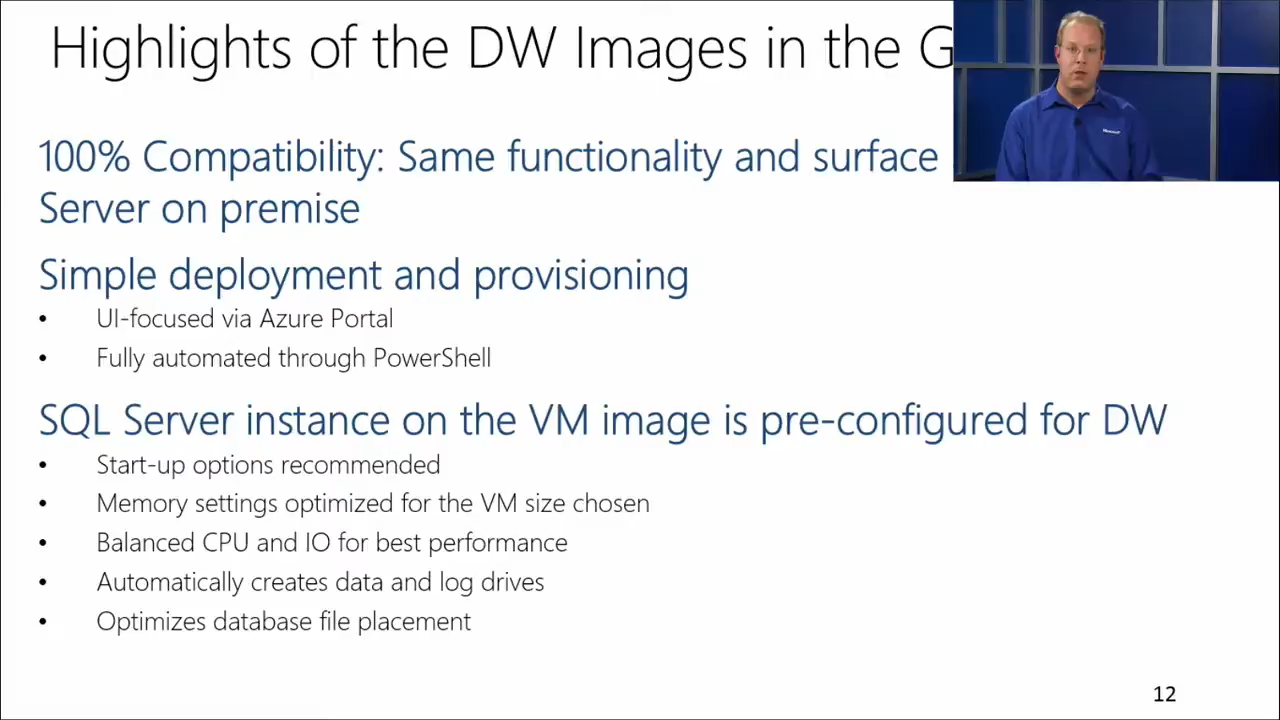 Highlights of the DW Images in the G
100% Compatibility: Same functionality and surface
Server on premise
Simple deployment and provisioning
• UI-focused via Azure Portal
• Fully automated through PowerShell
SQL Server instance on the VM image is pre-configured for DW
• Start-up options recommended
• Memory settings optimized for the VM size chosen
• Balanced CPU and IO for best performance
• Automatically creates data and log drives
• Optimizes database file placement
12